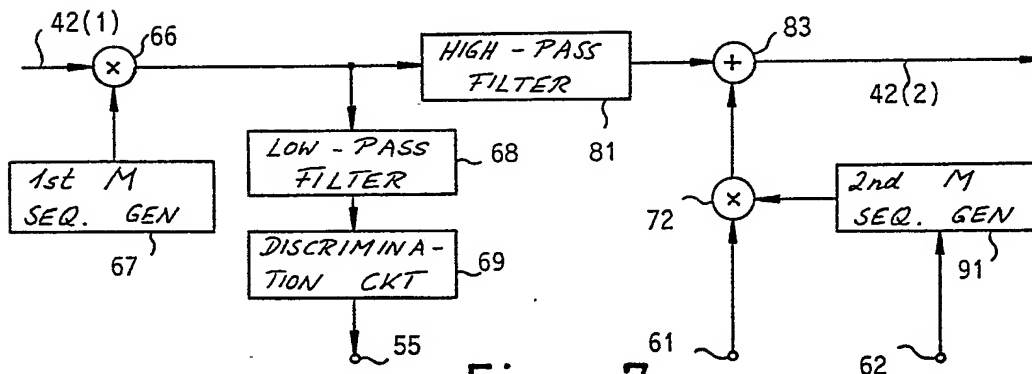 42(1)
66
×
HIGH - PASS
FILTER
81
+
83
42(2)
1st M
SEQ. GEN
67
LOW - PASS
FILTER
68
DISCRIMINA-
TION CKT
69
55
72
×
2nd M
SEQ. GEN
91
61
62